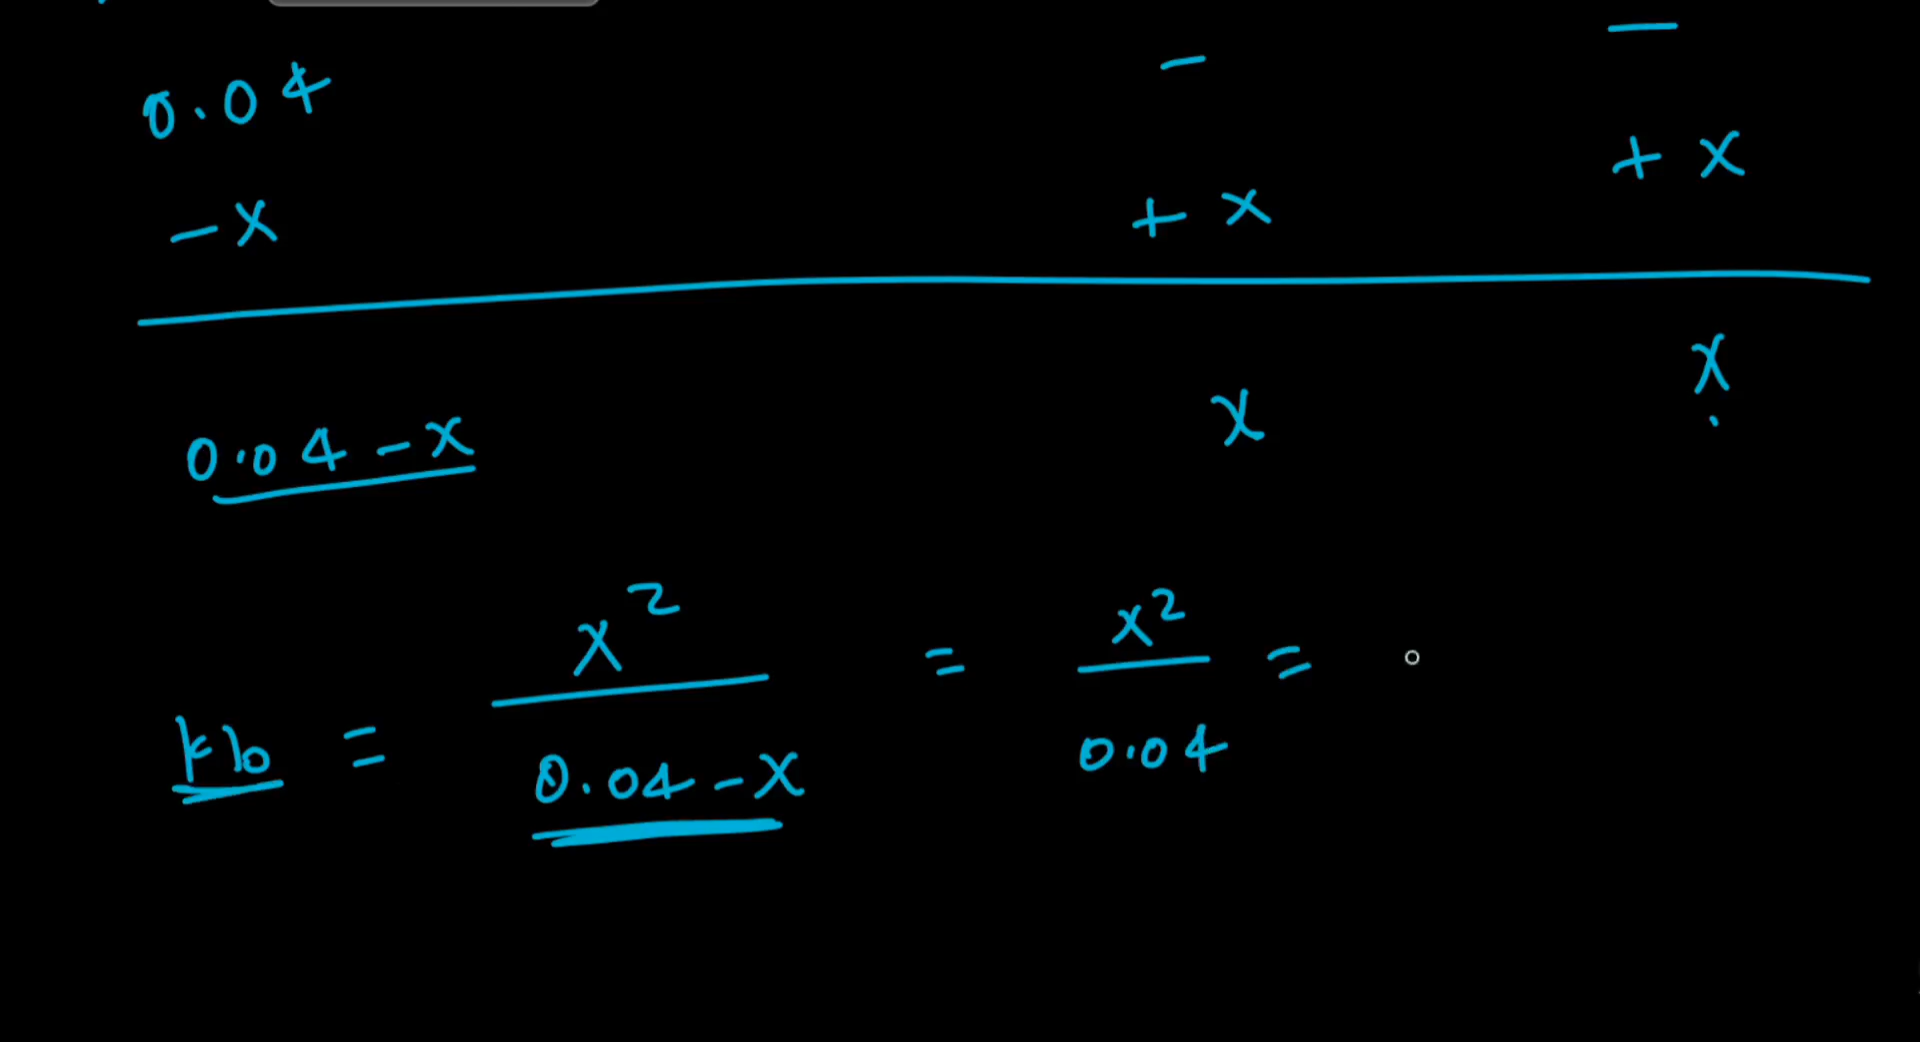 0.04 - -
-x + x + x
0.04 - x x x
kb = x² / 0.04 - x = x² / 0.04 =